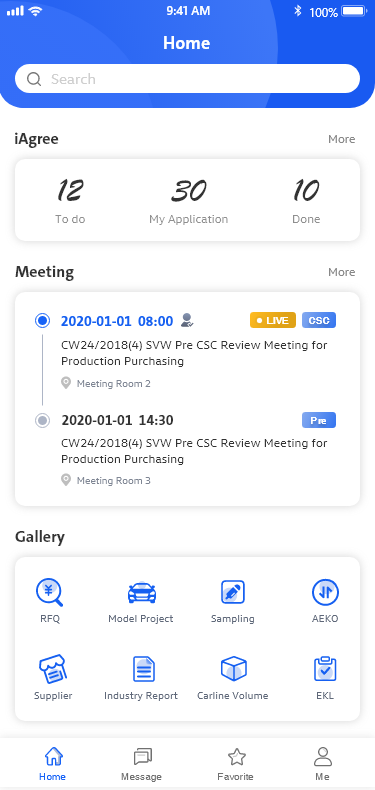 9:41 AM 100%
Home
Search
iAgree More
12 30 10
To do My Application Done
Meeting More
2020-01-01 08:00 LIVE CSC
CW24/2018(4) SVW Pre CSC Review Meeting for
Production Purchasing
Meeting Room 2
2020-01-01 14:30 Pre
CW24/2018(4) SVW Pre CSC Review Meeting for
Production Purchasing
Meeting Room 3
Gallery
¥
RFQ Model Project Sampling AEKO
Supplier Industry Report Carline Volume EKL
Home Message Favorite Me